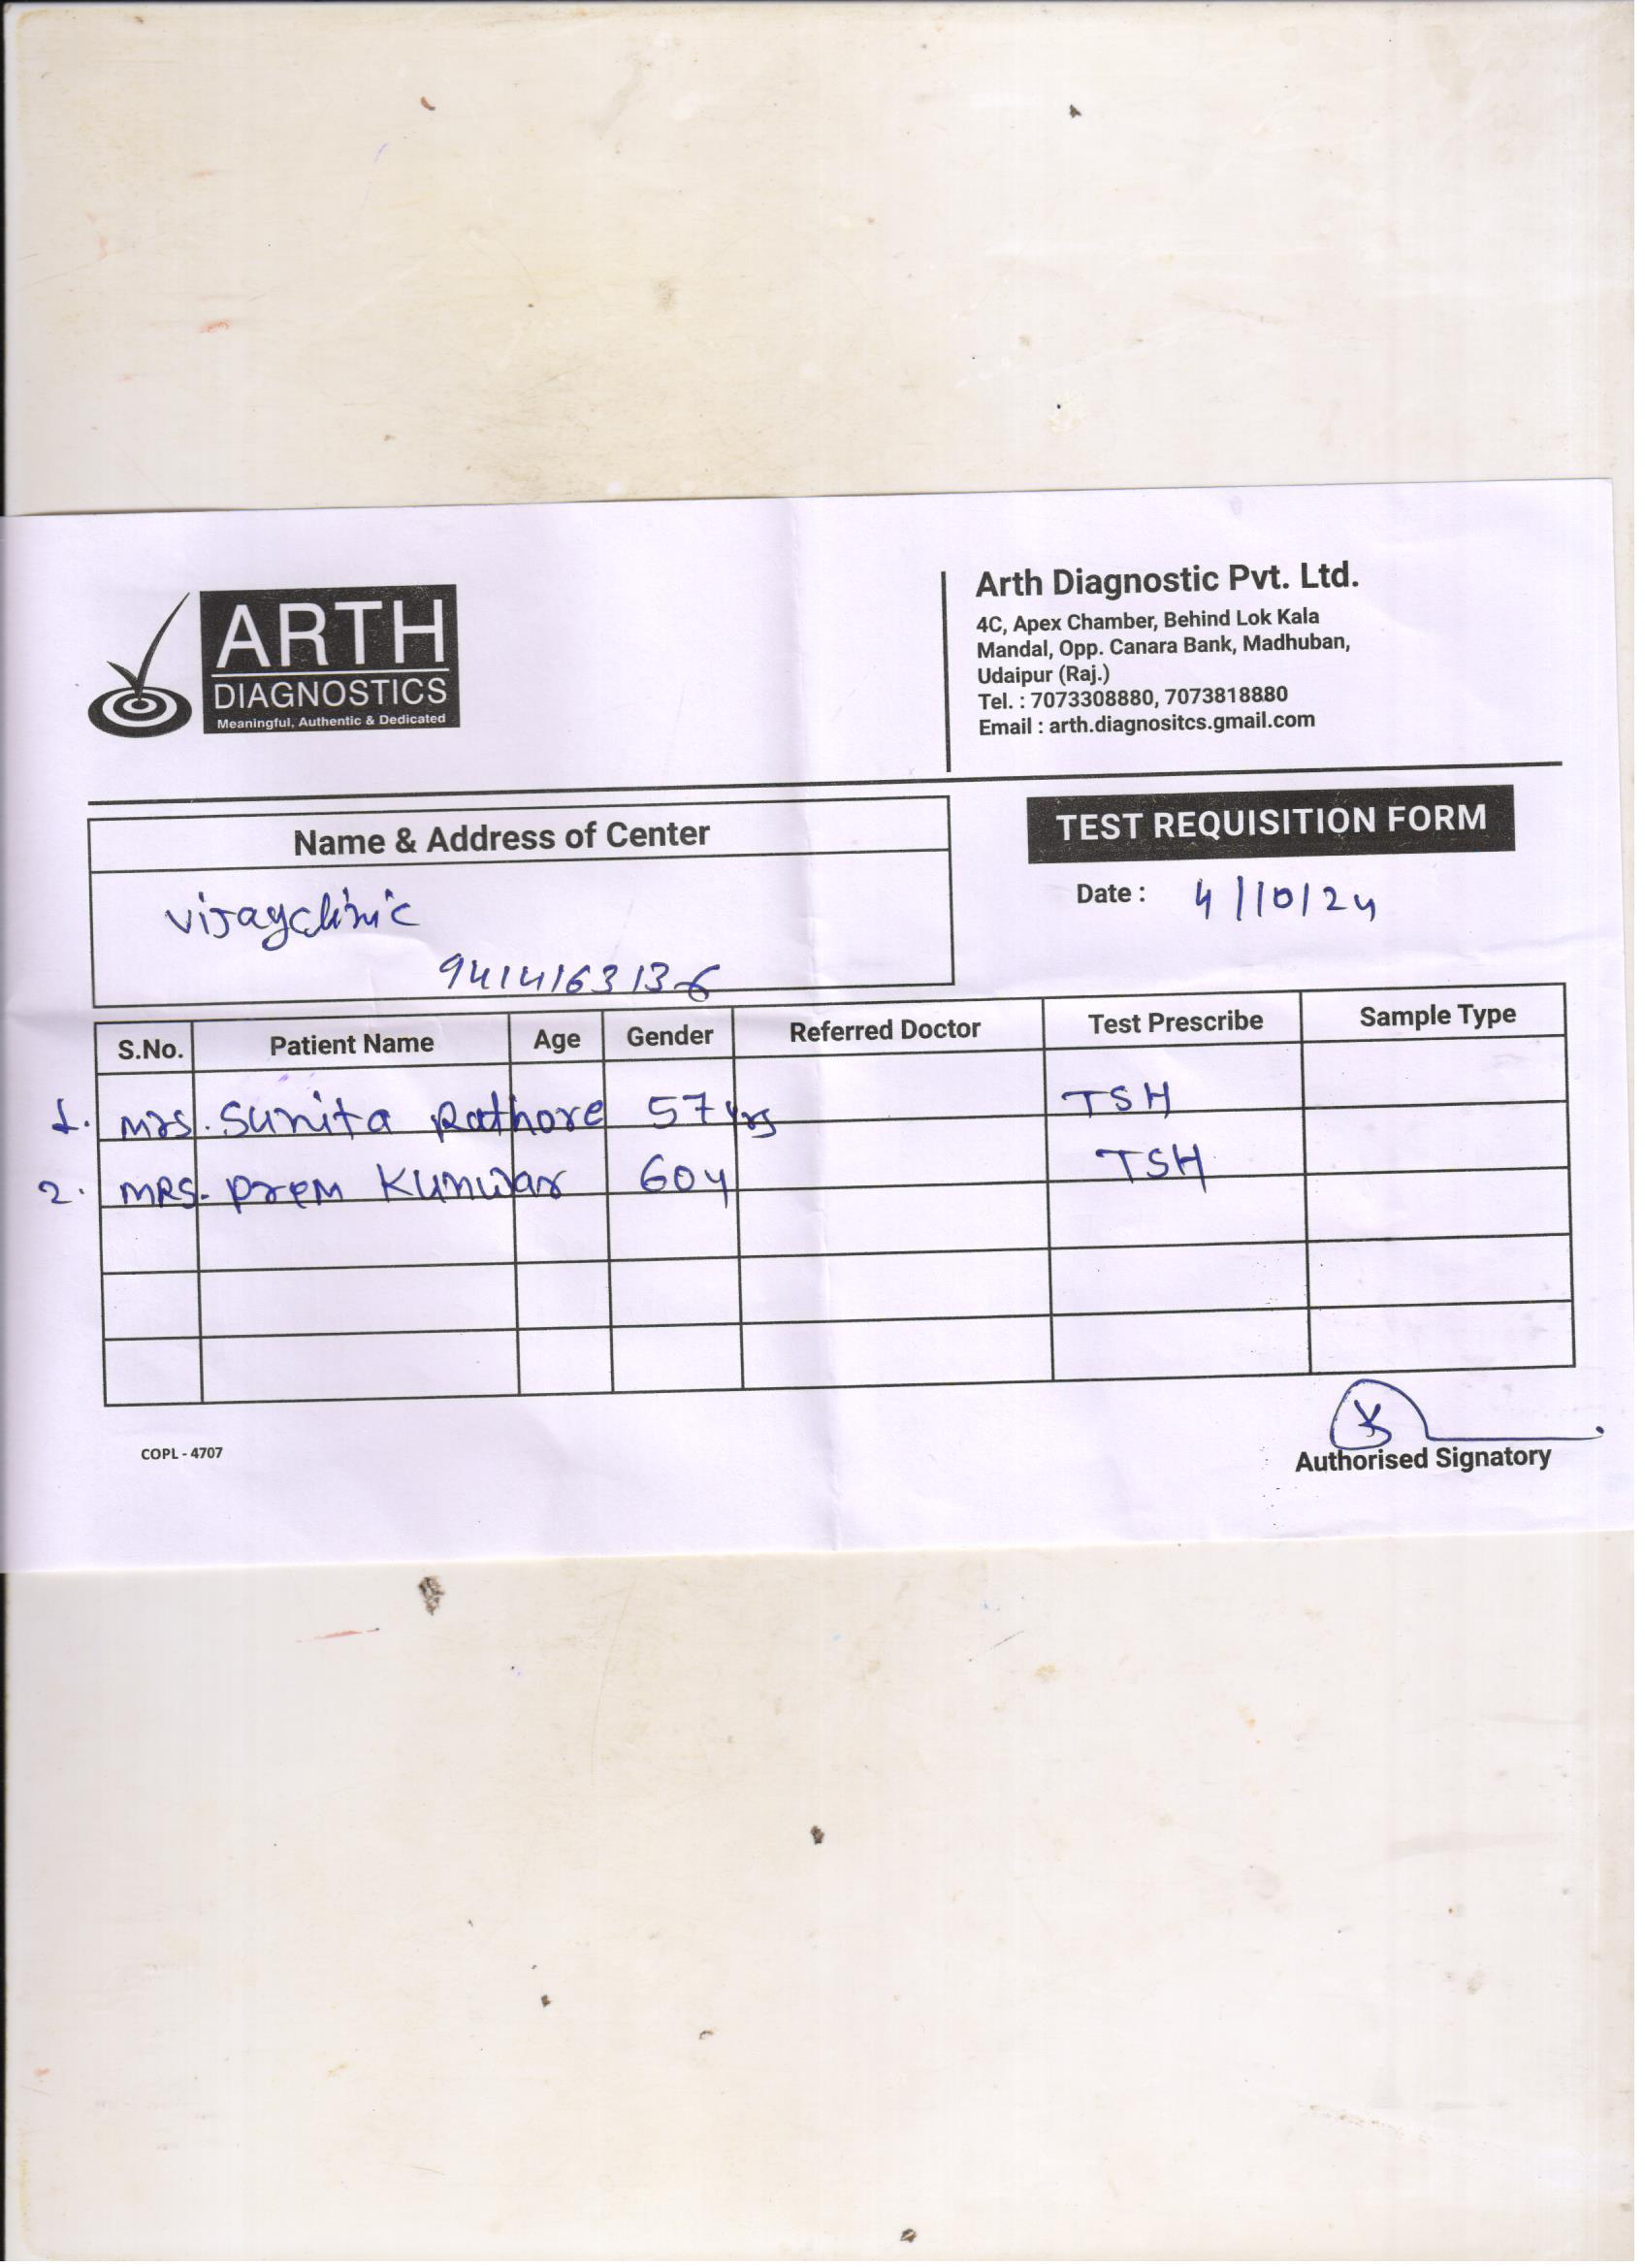 ARTH
DIAGNOSTICS
Meaningful, Authentic & Dedicated
Arth Diagnostic Pvt. Ltd.
4C, Apex Chamber, Behind Lok Kala
Mandal, Opp. Canara Bank, Madhuban,
Udaipur (Raj.)
Tel. : 7073308880, 7073818880
Email : arth.diagnositcs.gmail.com
Name & Address of Center
TEST REQUISITION FORM
vijayclinic
Date : 4/10/24
9414163136
S.No. Patient Name Age Gender Referred Doctor Test Prescribe Sample Type
1. mrs. Sunita Rathore 57 yrs TSH
2. MRS. prem Kunwar 60y TSH
COPL - 4707
Authorised Signatory